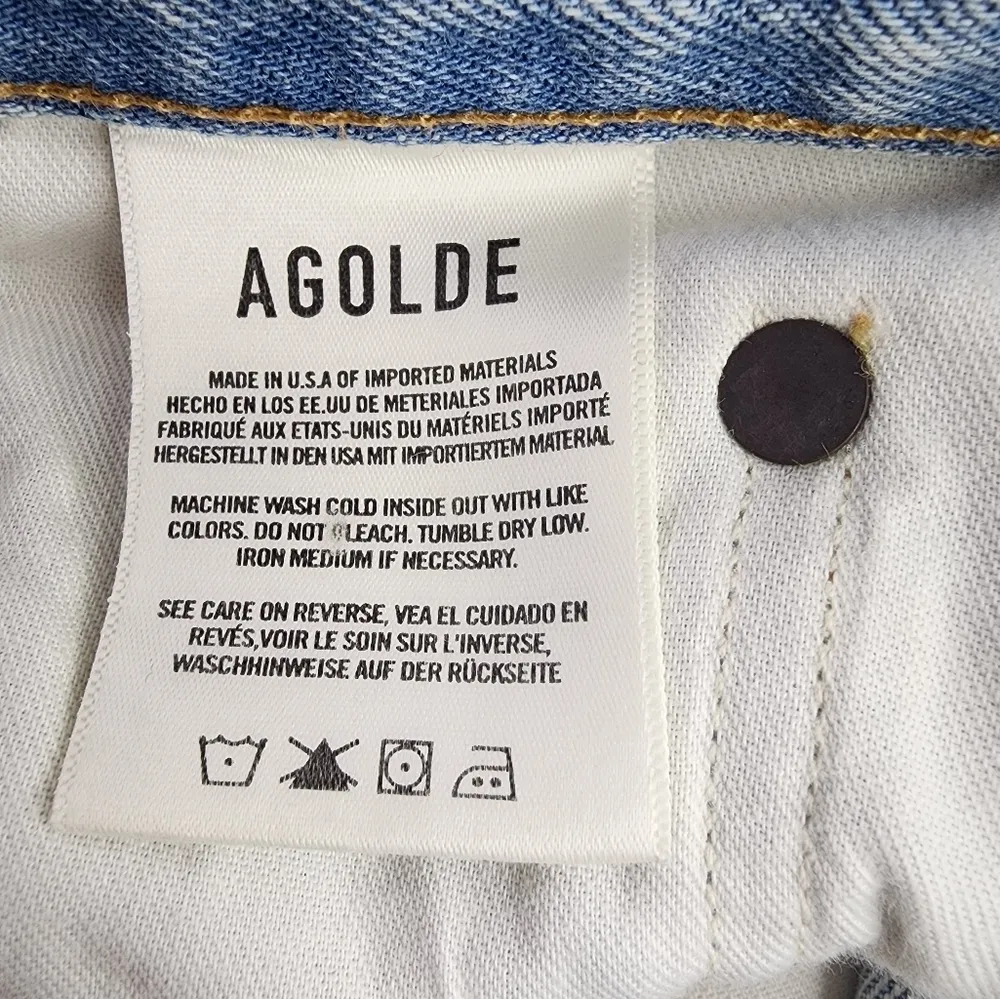 AGOLDE
MADE IN U.S.A OF IMPORTED MATERIALS
HECHO EN LOS EE.UU DE METERIALES IMPORTADA
FABRIQUÉ AUX ETATS-UNIS DU MATÉRIELS IMPORTÉ
HERGESTELLT IN DEN USA MIT IMPORTIERTEM MATERIAL
MACHINE WASH COLD INSIDE OUT WITH LIKE
COLORS. DO NOT BLEACH. TUMBLE DRY LOW.
IRON MEDIUM IF NECESSARY.
SEE CARE ON REVERSE, VEA EL CUIDADO EN
REVÉS,VOIR LE SOIN SUR L'INVERSE,
WASCHHINWEISE AUF DER RÜCKSEITE